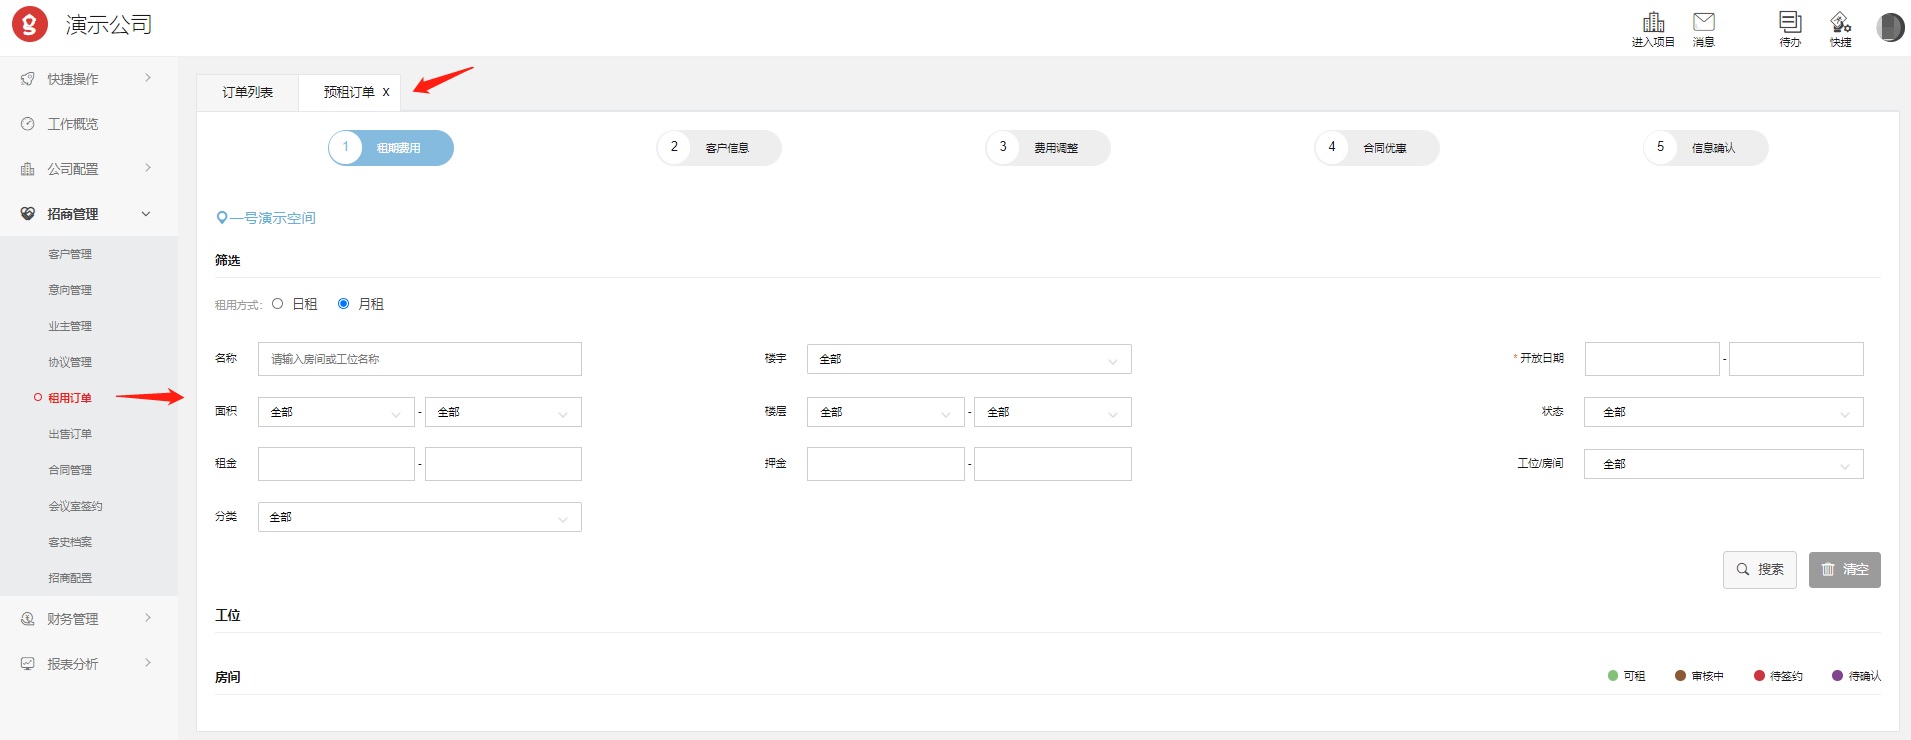 演示公司
进入项目 消息 待办 快捷
快捷操作
工作概览
公司配置
招商管理
客户管理
意向管理
业主管理
协议管理
租用订单
出售订单
合同管理
会议室签约
客史档案
招商配置
财务管理
报表分析
订单列表 预租订单 X
1 租期费用 2 客户信息 3 费用调整 4 合同优惠 5 信息确认
一号演示空间
筛选
租用方式: 日租 月租
名称 请输入房间或工位名称 楼宇 全部 * 开放日期 -
面积 全部 - 全部 楼层 全部 - 全部 状态 全部
租金 - 押金 - 工位/房间 全部
分类 全部
搜索 清空
工位
房间 可租 审核中 待签约 待确认